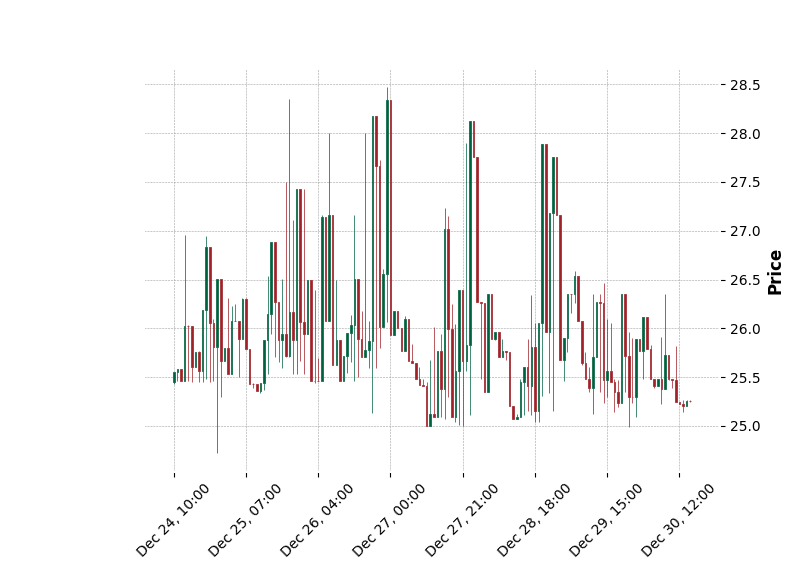 28.5
28.0
27.5
27.0
26.5
26.0
25.5
25.0
Price
Dec 24, 10:00
Dec 25, 07:00
Dec 26, 04:00
Dec 27, 00:00
Dec 27, 21:00
Dec 28, 18:00
Dec 29, 15:00
Dec 30, 12:00